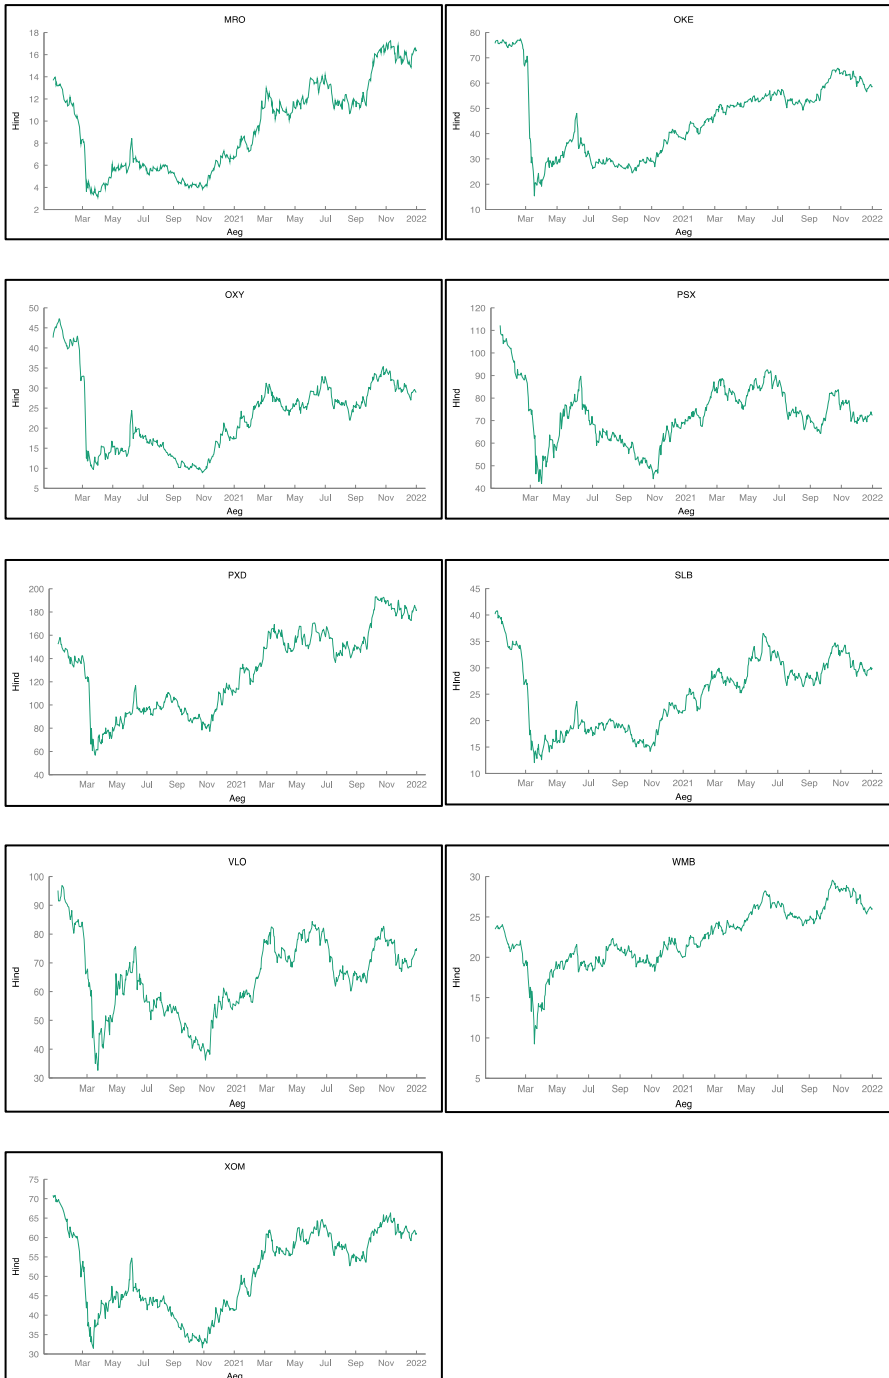 MRO
18
16
14
12
10
8
6
4
2
Hind
Mar May Jul Sep Nov 2021 Mar May Jul Sep Nov 2022
Aeg
OKE
80
70
60
50
40
30
20
10
Hind
Mar May Jul Sep Nov 2021 Mar May Jul Sep Nov 2022
Aeg
OXY
50
45
40
35
30
25
20
15
10
5
Hind
Mar May Jul Sep Nov 2021 Mar May Jul Sep Nov 2022
Aeg
PSX
120
110
100
90
80
70
60
50
40
HInd
Mar May Jul Sep Nov 2021 Mar May Jul Sep Nov 2022
Aeg
PXD
200
180
160
140
120
100
80
60
40
Hind
Mar May Jul Sep Nov 2021 Mar May Jul Sep Nov 2022
Aeg
SLB
45
40
35
30
25
20
15
10
HInd
Mar May Jul Sep Nov 2021 Mar May Jul Sep Nov 2022
Aeg
VLO
100
90
80
70
60
50
40
30
Hind
Mar May Jul Sep Nov 2021 Mar May Jul Sep Nov 2022
Aeg
WMB
30
25
20
15
10
5
Hind
Mar May Jul Sep Nov 2021 Mar May Jul Sep Nov 2022
Aeg
XOM
75
70
65
60
55
50
45
40
35
30
Hind
Mar May Jul Sep Nov 2021 Mar May Jul Sep Nov 2022
Aeg